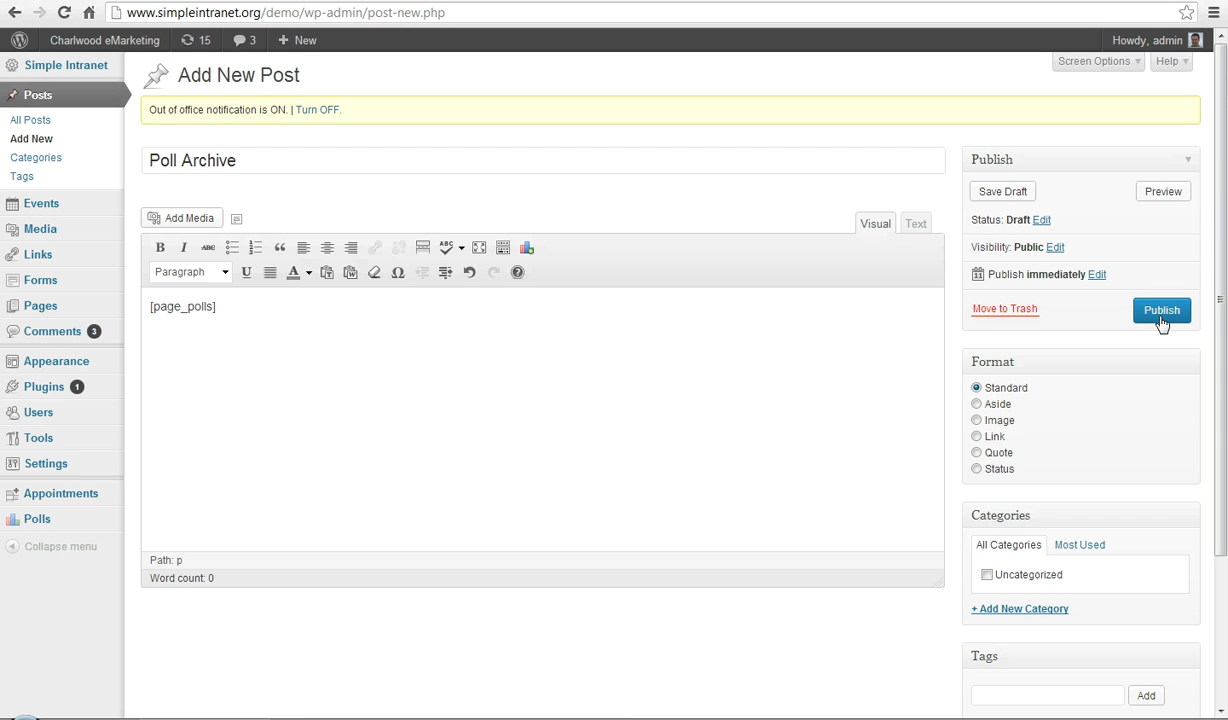 www.simpleintranet.org/demo/wp-admin/post-new.php
Charlwood eMarketing 15 3 + New Howdy, admin
Simple Intranet
Posts
All Posts
Add New
Categories
Tags
Events
Media
Links
Forms
Pages
Comments 3
Appearance
Plugins 1
Users
Tools
Settings
Appointments
Polls
Collapse menu
Screen Options Help
Add New Post
Out of office notification is ON. | Turn OFF.
Poll Archive
Add Media
Visual Text
B I ABC “ ABC
Paragraph U A Ω ?
[page_polls]
Path: p
Word count: 0
Publish
Save Draft Preview
Status: Draft Edit
Visibility: Public Edit
Publish immediately Edit
Move to Trash Publish
Format
Standard
Aside
Image
Link
Quote
Status
Categories
All Categories Most Used
Uncategorized
+ Add New Category
Tags
Add